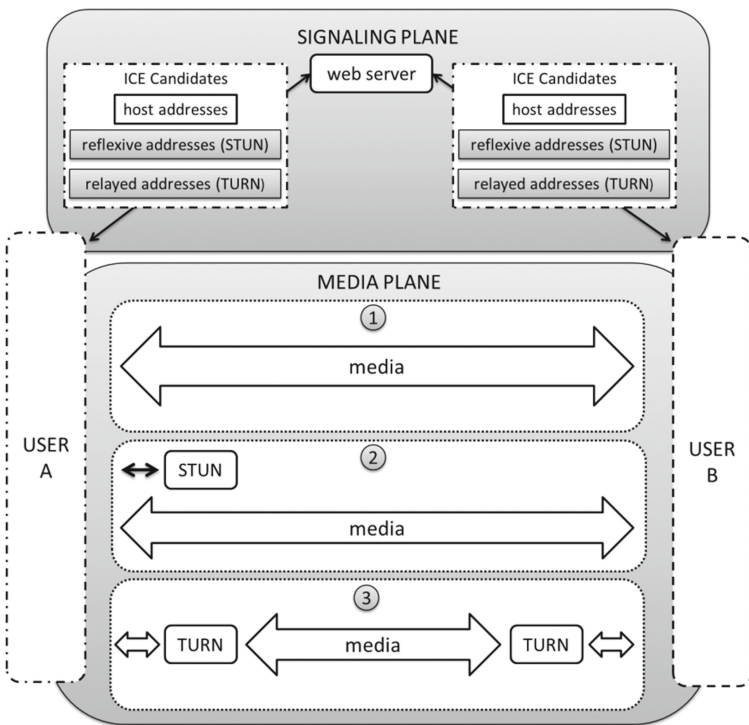 SIGNALING PLANE
web server
ICE Candidates
host addresses
reflexive addresses (STUN)
relayed addresses (TURN)
ICE Candidates
host addresses
reflexive addresses (STUN)
relayed addresses (TURN)
USER
A
MEDIA PLANE
1
media
2
STUN
media
3
TURN
media
TURN
USER
B